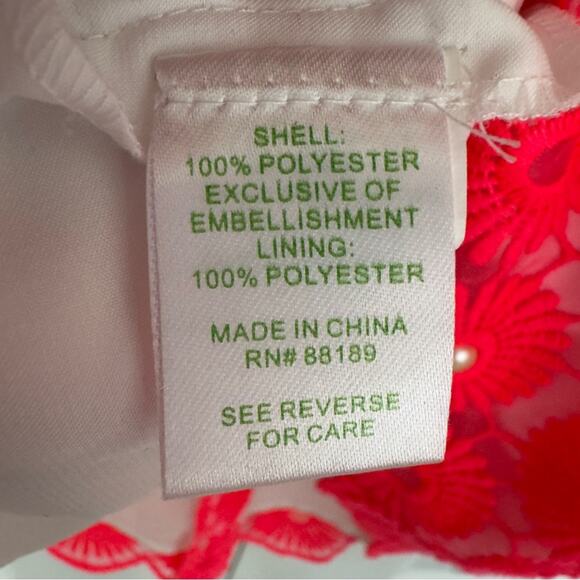 SHELL:
100% POLYESTER
EXCLUSIVE OF
EMBELLISHMENT
LINING:
100% POLYESTER
MADE IN CHINA
RN# 88189
SEE REVERSE
FOR CARE